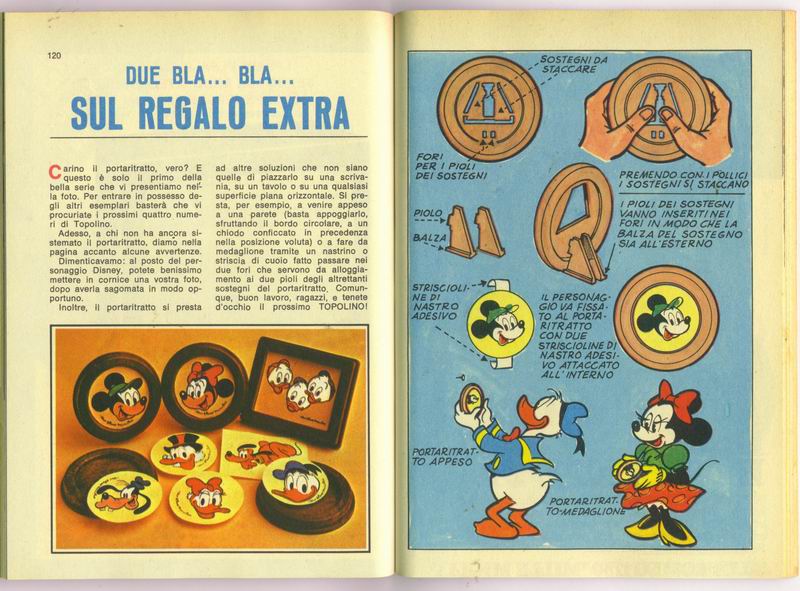 120
DUE BLA... BLA...
SUL REGALO EXTRA
Carino il portaritratto, vero? E
questo è solo il primo della
bella serie che vi presentiamo nel-
la foto. Per entrare in possesso de-
gli altri esemplari basterà che vi
procuriate i prossimi quattro nume-
ri di Topolino.
Adesso, a chi non ha ancora si-
stemato il portaritratto, diamo nella
pagina accanto alcune avvertenze.
Dimenticavamo: al posto del per-
sonaggio Disney, potete benissimo
mettere in cornice una vostra foto,
dopo averla sagomata in modo op-
portuno.
Inoltre, il portaritratto si presta
ad altre soluzioni che non siano
quelle di piazzarlo su una scriva-
nia, su un tavolo o su una qualsiasi
superficie piana orizzontale. Si pre-
sta, per esempio, a venire appeso
a una parete (basta appoggiarlo,
sfruttando il bordo circolare, a un
chiodo conficcato in precedenza
nella posizione voluta) o a fare da
medaglione tramite un nastrino o
striscia di cuoio fatto passare nei
due fori che servono da alloggia-
mento ai due pioli degli altrettanti
sostegni del portaritratto, Comun-
que, buon lavoro, ragazzi, e tenete
d'occhio il prossimo TOPOLINO!
SOSTEGNI DA
STACCARE
FORI
PER I PIOLI
DEI SOSTEGNI
PREMENDO CON I POLLICI
I SOSTEGNI SI STACCANO
PIOLO
BALZA
I PIOLI DEI SOSTEGNI
VANNO INSERITI NEI
FORI IN MODO CHE LA
BALZA DEL SOSTEGNO
SIA ALL'ESTERNO
STRISCIOLI-
NE DI
NASTRO
ADESIVO
IL PERSONAG-
GIO VA FISSA-
TO AL PORTA-
RITRATTO
CON DUE
STRISCIOLINE DI
NASTRO ADESI-
VO ATTACCATO
ALL'INTERNO
PORTARITRAT-
TO APPESO
PORTARITRAT-
TO-MEDAGLIONE